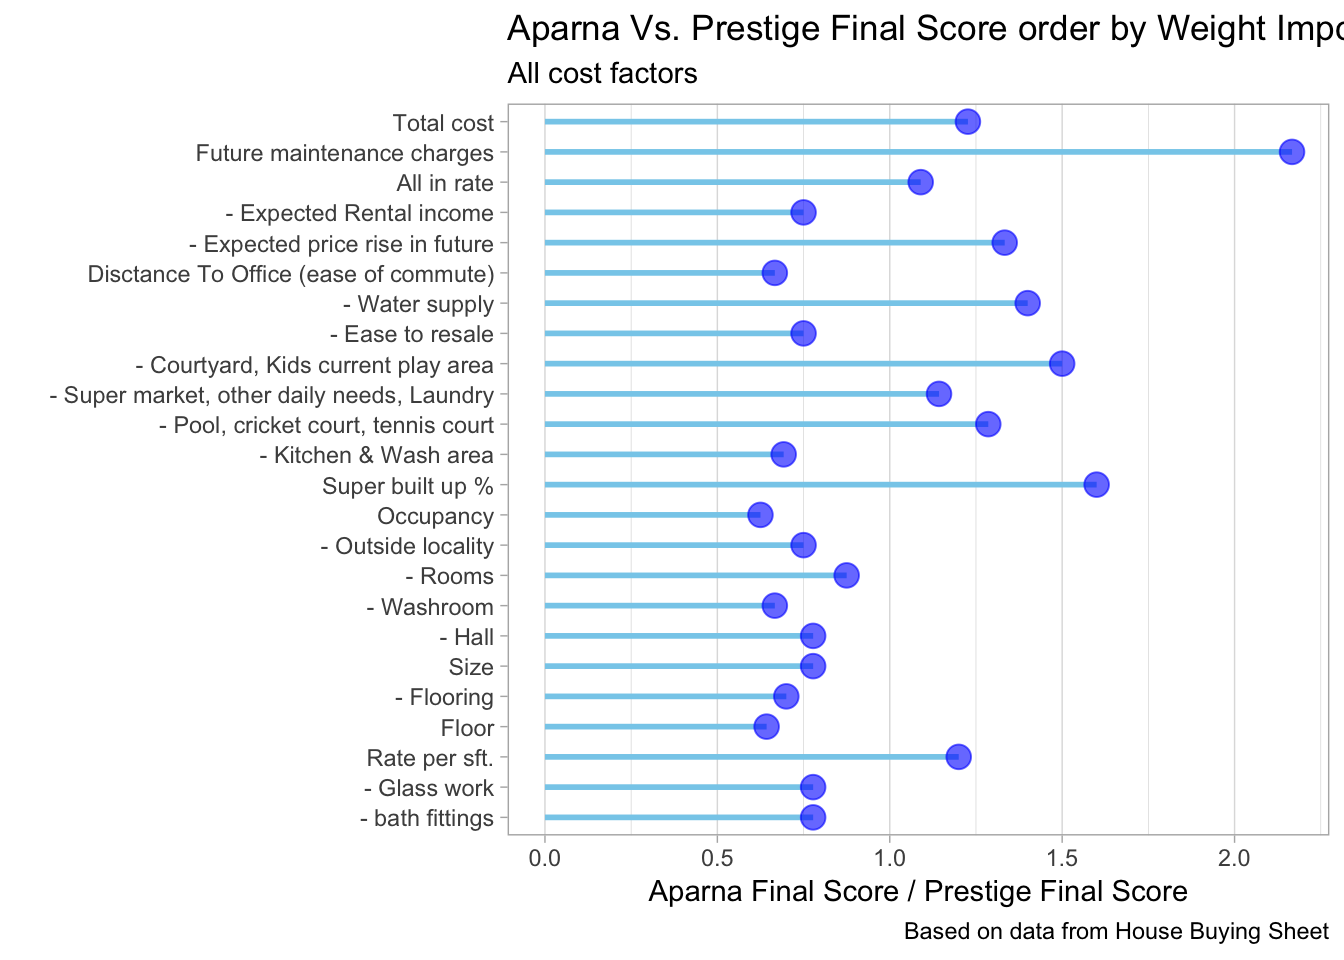 Aparna Vs. Prestige Final Score order by Weight Impo
All cost factors
Total cost
Future maintenance charges
All in rate
- Expected Rental income
- Expected price rise in future
Disctance To Office (ease of commute)
- Water supply
- Ease to resale
- Courtyard, Kids current play area
- Super market, other daily needs, Laundry
- Pool, cricket court, tennis court
- Kitchen & Wash area
Super built up %
Occupancy
- Outside locality
- Rooms
- Washroom
- Hall
Size
- Flooring
Floor
Rate per sft.
- Glass work
- bath fittings
0.0 0.5 1.0 1.5 2.0
Aparna Final Score / Prestige Final Score
Based on data from House Buying Sheet